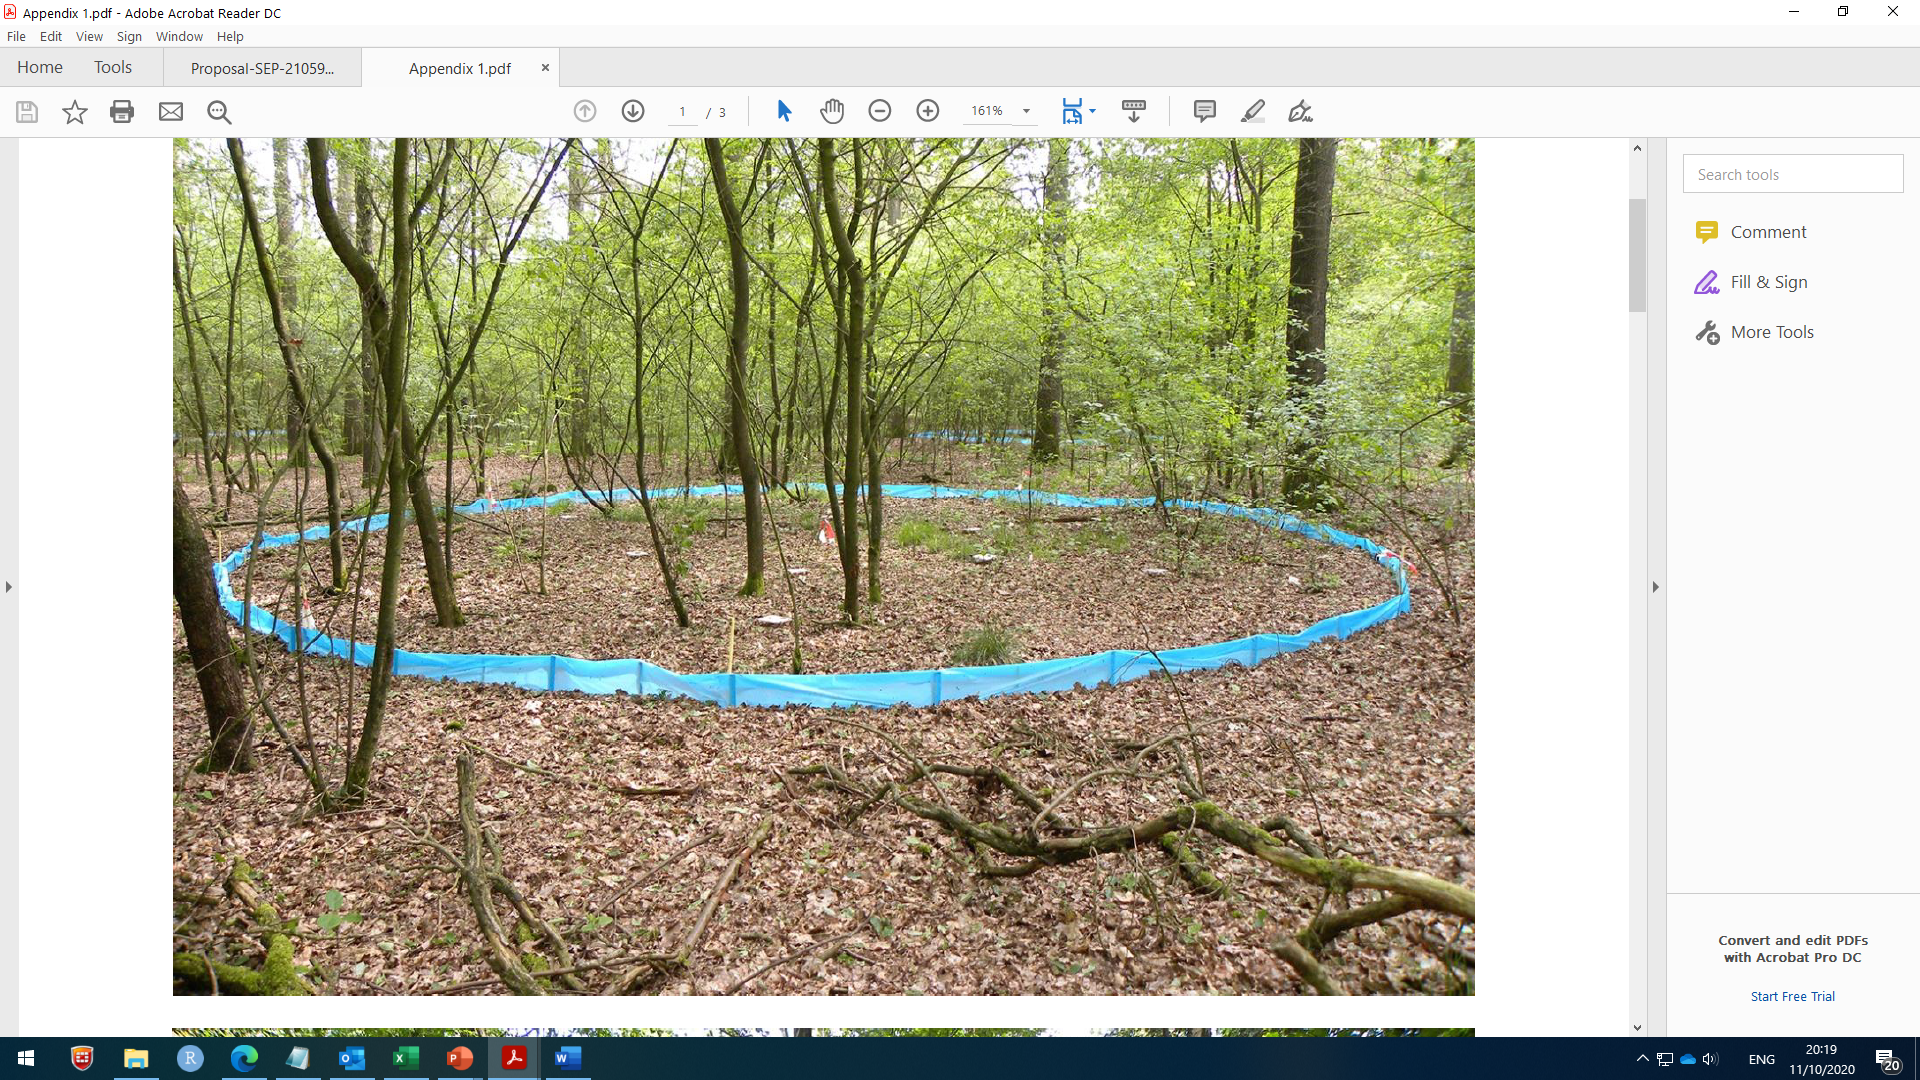 Appendix 1.pdf - Adobe Acrobat Reader DC
File Edit View Sign Window Help
Home Tools Proposal-SEP-21059... Appendix 1.pdf ×
1 / 3 161%
Search tools
Comment
Fill & Sign
More Tools
Convert and edit PDFs
with Acrobat Pro DC
Start Free Trial
R
ENG
20:19
11/10/2020
20